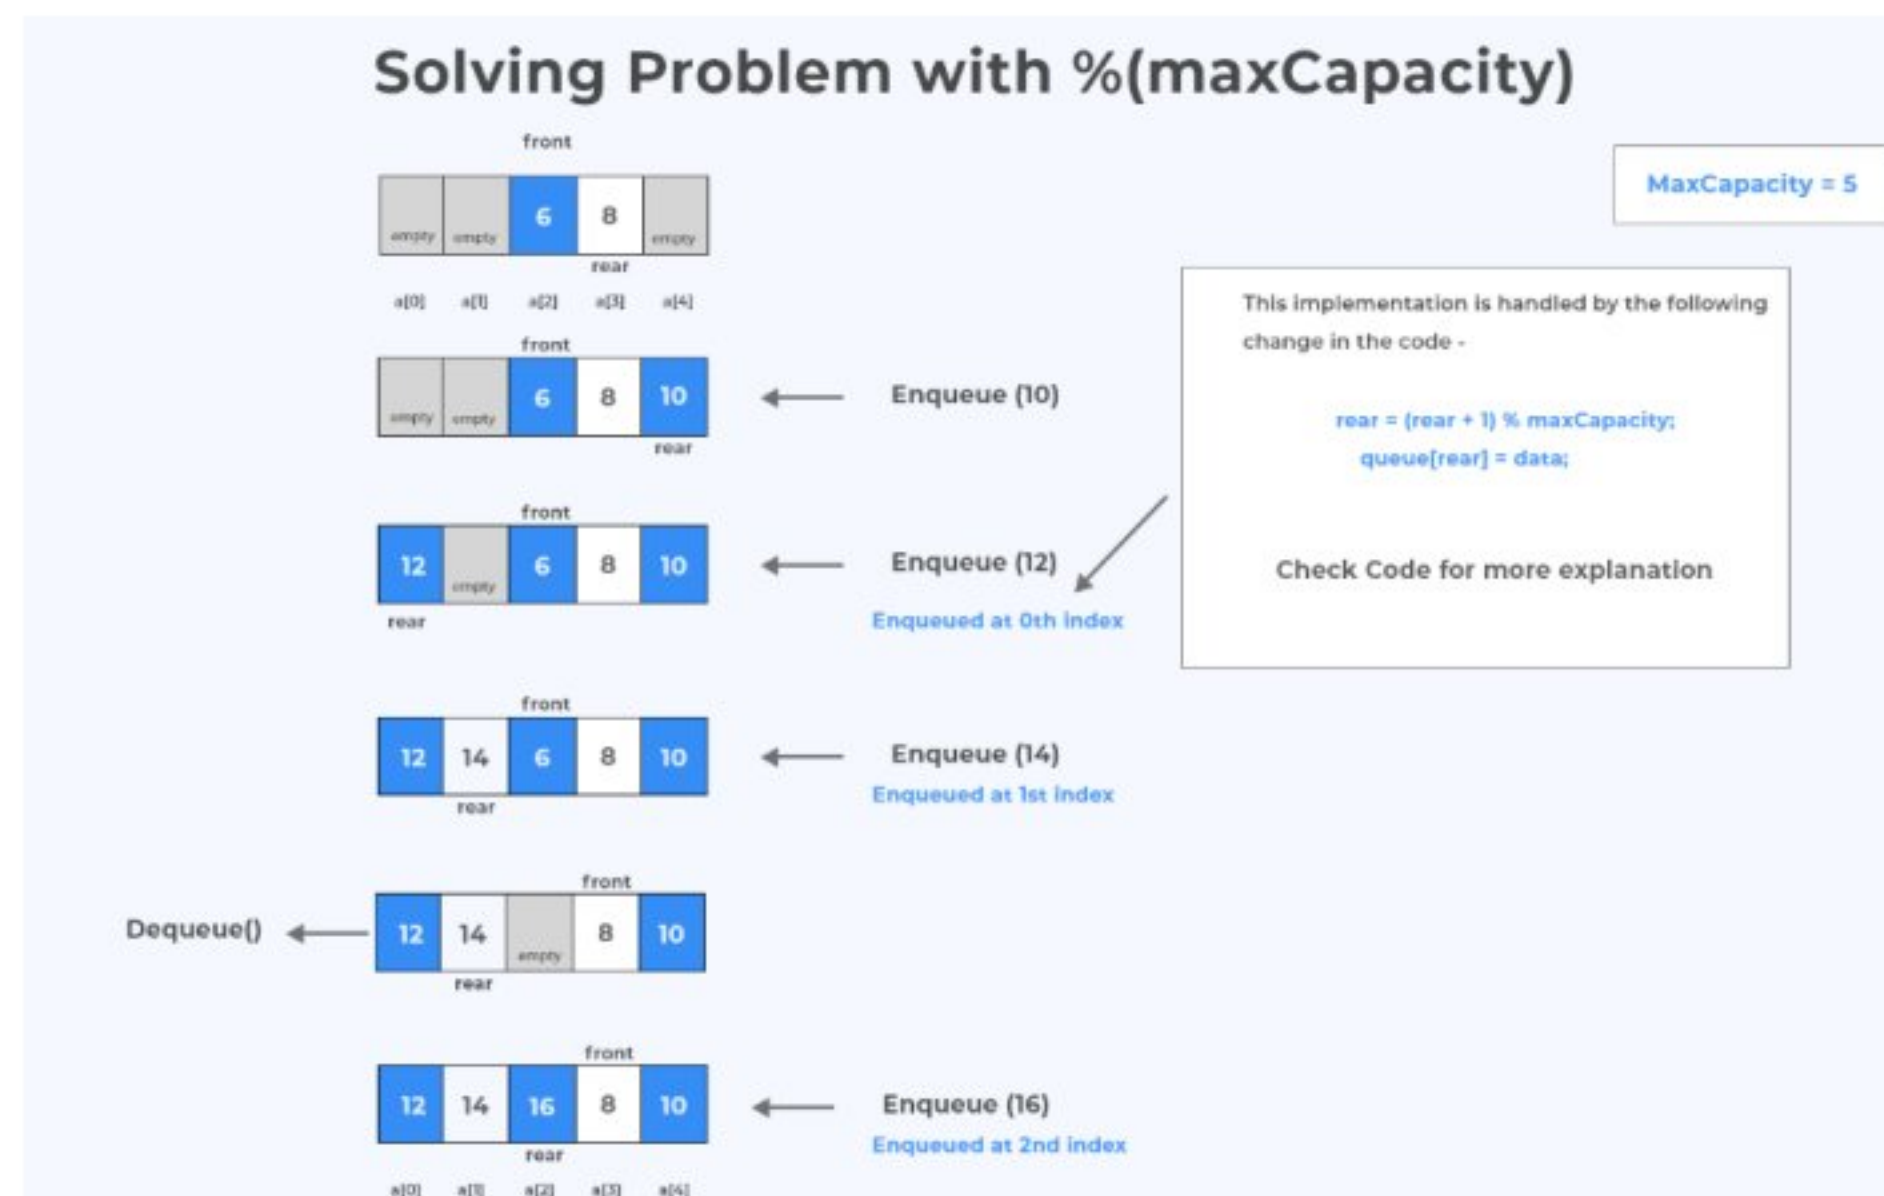 Solving Problem with %(maxCapacity)
MaxCapacity = 5
front
empty empty 6 8 empty
rear
a[0] a[1] a[2] a[3] a[4]
front
empty empty 6 8 10
rear
Enqueue (10)
This implementation is handled by the following
change in the code -
rear = (rear + 1) % maxCapacity;
queue[rear] = data;
Check Code for more explanation
front
12 empty 6 8 10
rear
Enqueue (12)
Enqueued at 0th index
front
12 14 6 8 10
rear
Enqueue (14)
Enqueued at 1st index
front
Dequeue()
12 14 empty 8 10
rear
front
12 14 16 8 10
rear
Enqueue (16)
Enqueued at 2nd index
a[0] a[1] a[2] a[3] a[4]